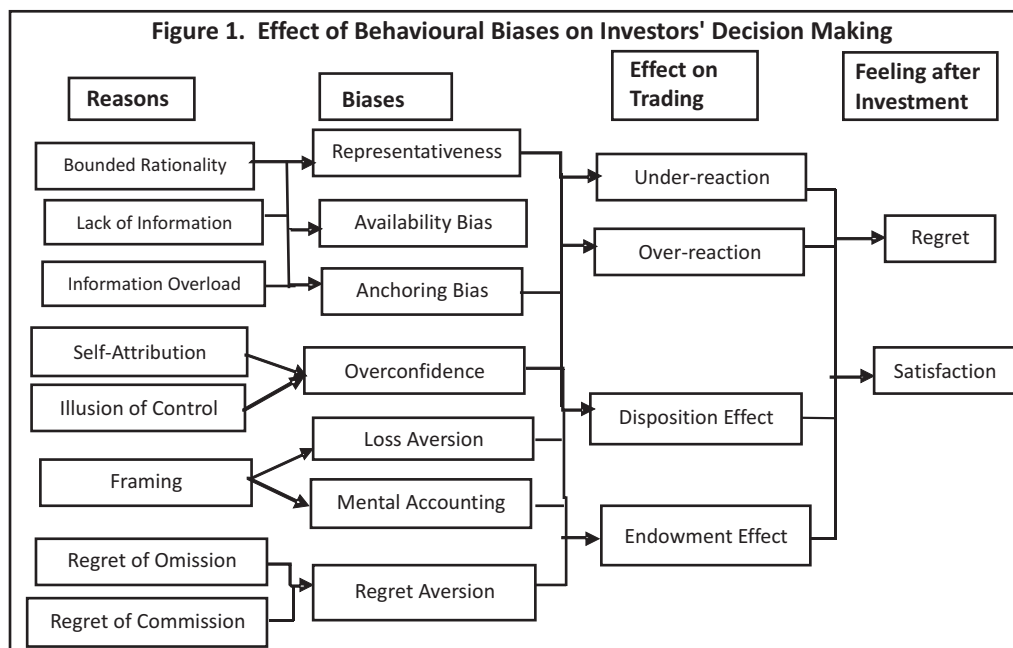 Figure 1. Effect of Behavioural Biases on Investors' Decision Making
Reasons
Biases
Effect on
Trading
Feeling after
Investment
Bounded Rationality
Lack of Information
Information Overload
Self-Attribution
Illusion of Control
Framing
Regret of Omission
Regret of Commission
Representativeness
Availability Bias
Anchoring Bias
Overconfidence
Loss Aversion
Mental Accounting
Regret Aversion
Under-reaction
Over-reaction
Disposition Effect
Endowment Effect
Regret
Satisfaction